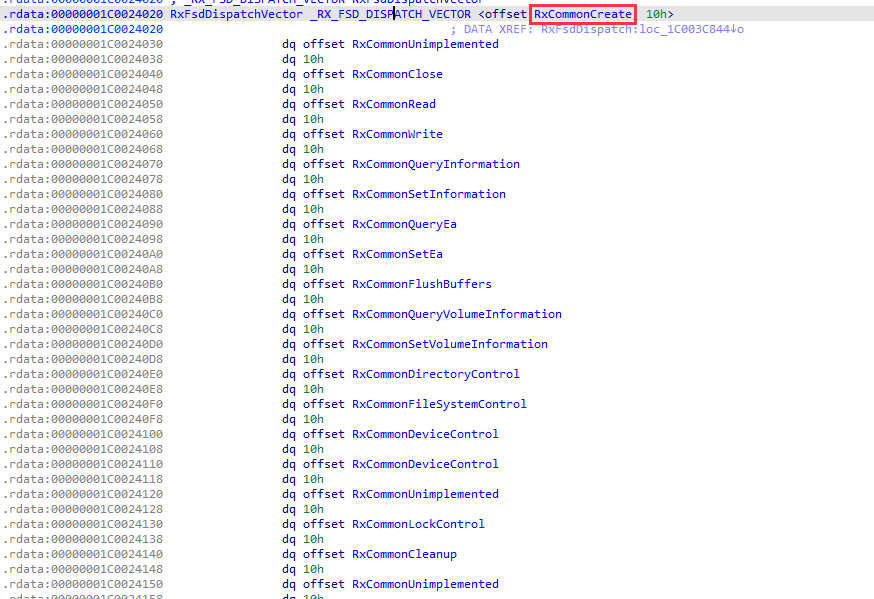 ; _RX_FSD_DISPATCH_VECTOR RxFsdDispatchVector
.rdata:00000001C0024020 RxFsdDispatchVector _RX_FSD_DISPATCH_VECTOR <offset RxCommonCreate, 10h>
.rdata:00000001C0024020 ; DATA XREF: RxFsdDispatch:loc_1C003C844↓o
.rdata:00000001C0024030 dq offset RxCommonUnimplemented
.rdata:00000001C0024038 dq 10h
.rdata:00000001C0024040 dq offset RxCommonClose
.rdata:00000001C0024048 dq 10h
.rdata:00000001C0024050 dq offset RxCommonRead
.rdata:00000001C0024058 dq 10h
.rdata:00000001C0024060 dq offset RxCommonWrite
.rdata:00000001C0024068 dq 10h
.rdata:00000001C0024070 dq offset RxCommonQueryInformation
.rdata:00000001C0024078 dq 10h
.rdata:00000001C0024080 dq offset RxCommonSetInformation
.rdata:00000001C0024088 dq 10h
.rdata:00000001C0024090 dq offset RxCommonQueryEa
.rdata:00000001C0024098 dq 10h
.rdata:00000001C00240A0 dq offset RxCommonSetEa
.rdata:00000001C00240A8 dq 10h
.rdata:00000001C00240B0 dq offset RxCommonFlushBuffers
.rdata:00000001C00240B8 dq 10h
.rdata:00000001C00240C0 dq offset RxCommonQueryVolumeInformation
.rdata:00000001C00240C8 dq 10h
.rdata:00000001C00240D0 dq offset RxCommonSetVolumeInformation
.rdata:00000001C00240D8 dq 10h
.rdata:00000001C00240E0 dq offset RxCommonDirectoryControl
.rdata:00000001C00240E8 dq 10h
.rdata:00000001C00240F0 dq offset RxCommonFileSystemControl
.rdata:00000001C00240F8 dq 10h
.rdata:00000001C0024100 dq offset RxCommonDeviceControl
.rdata:00000001C0024108 dq 10h
.rdata:00000001C0024110 dq offset RxCommonDeviceControl
.rdata:00000001C0024118 dq 10h
.rdata:00000001C0024120 dq offset RxCommonUnimplemented
.rdata:00000001C0024128 dq 10h
.rdata:00000001C0024130 dq offset RxCommonLockControl
.rdata:00000001C0024138 dq 10h
.rdata:00000001C0024140 dq offset RxCommonCleanup
.rdata:00000001C0024148 dq 10h
.rdata:00000001C0024150 dq offset RxCommonUnimplemented
.rdata:00000001C0024158 dq 10h